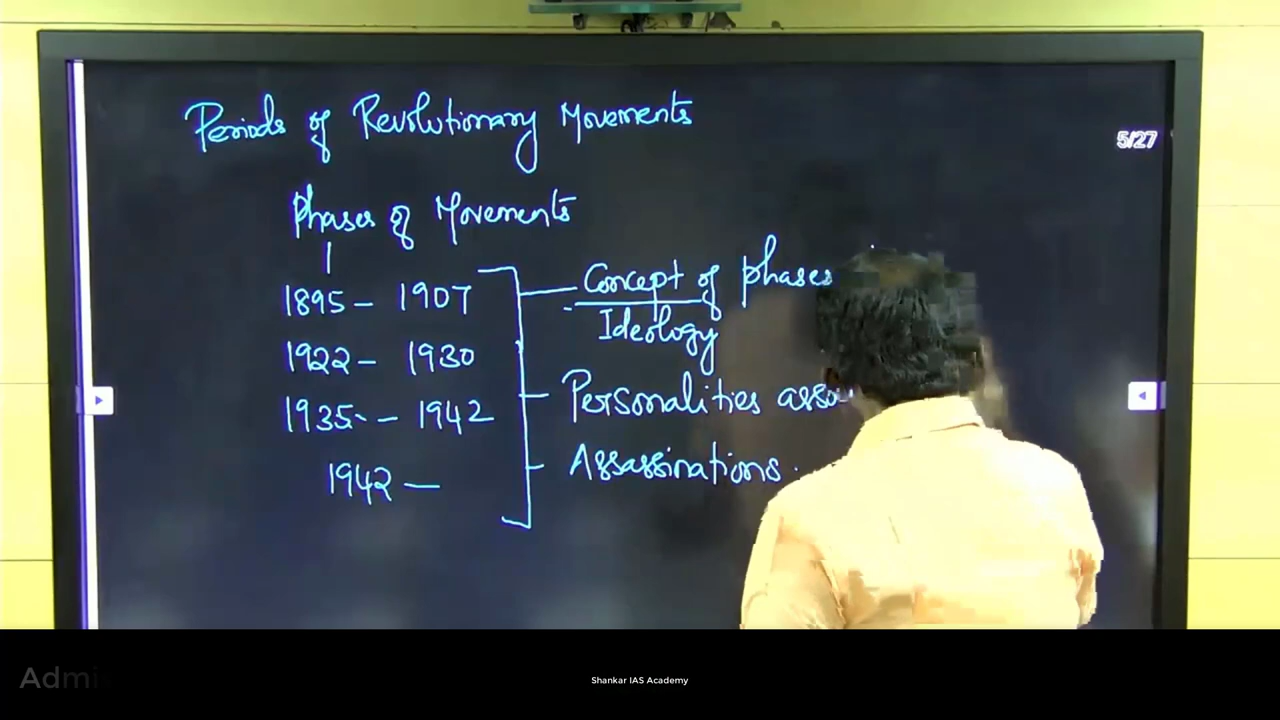 Periods of Revolutionary Movements
5/27
Phases of Movements
1895 - 1907
1922 - 1930
1935 - 1942
1942 -
Concept of phases
Ideology
Personalities
Assassinations
Shankar IAS Academy